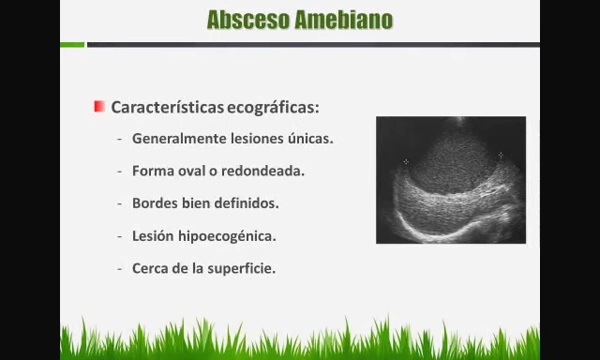 Absceso Amebiano
Características ecográficas:
- Generalmente lesiones únicas.
- Forma oval o redondeada.
- Bordes bien definidos.
- Lesión hipoecogénica.
- Cerca de la superficie.